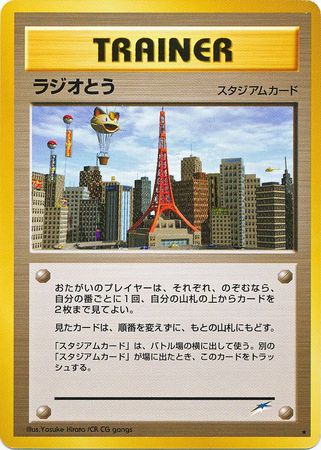 TRAINER
ラジオとう
スタジアムカード
おたがいのプレイヤーは、それぞれ、のぞむなら、
自分の番ごとに1回、自分の山札の上からカードを
2枚まで見てよい。
見たカードは、順番を変えずに、もとの山札にもどす。
「スタジアムカード」は、バトル場の横に出して使う。別の
「スタジアムカード」が場に出たとき、このカードをトラッ
シュする。
Illus.Yosuke Hirata /CR CG gangs